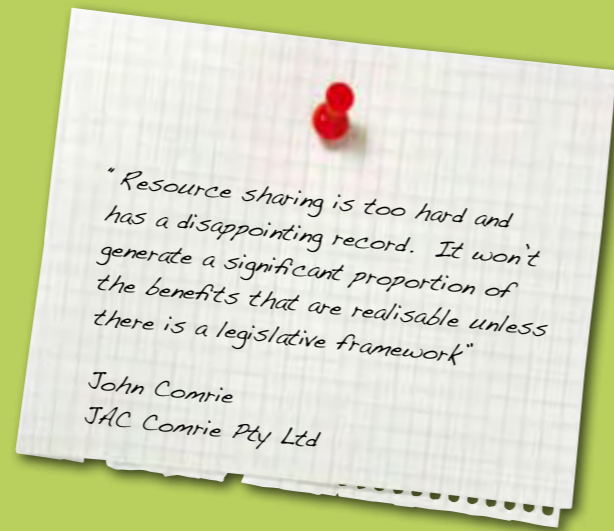 "Resource sharing is too hard and
has a disappointing record. It won't
generate a significant proportion of
the benefits that are realisable unless
there is a legislative framework"
John Comrie
JAC Comrie Pty Ltd